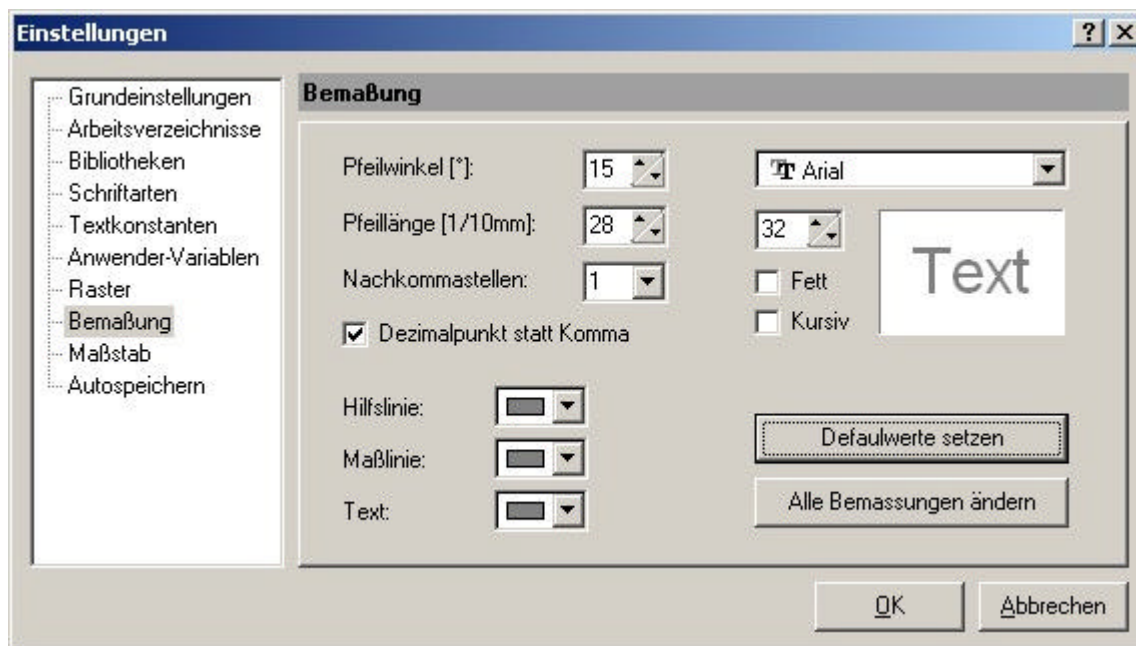 Einstellungen
Grundeinstellungen
Arbeitsverzeichnisse
Bibliotheken
Schriftarten
Textkonstanten
Anwender-Variablen
Raster
Bemaßung
Maßstab
Autospeichern
Bemaßung
Pfeilwinkel [°]: 15
Pfeillänge [1/10mm]: 28
Nachkommastellen: 1
Dezimalpunkt statt Komma
Hilfslinie:
Maßlinie:
Text:
Arial
32
Fett
Kursiv
Text
Defaulwerte setzen
Alle Bemassungen ändern
OK
Abbrechen